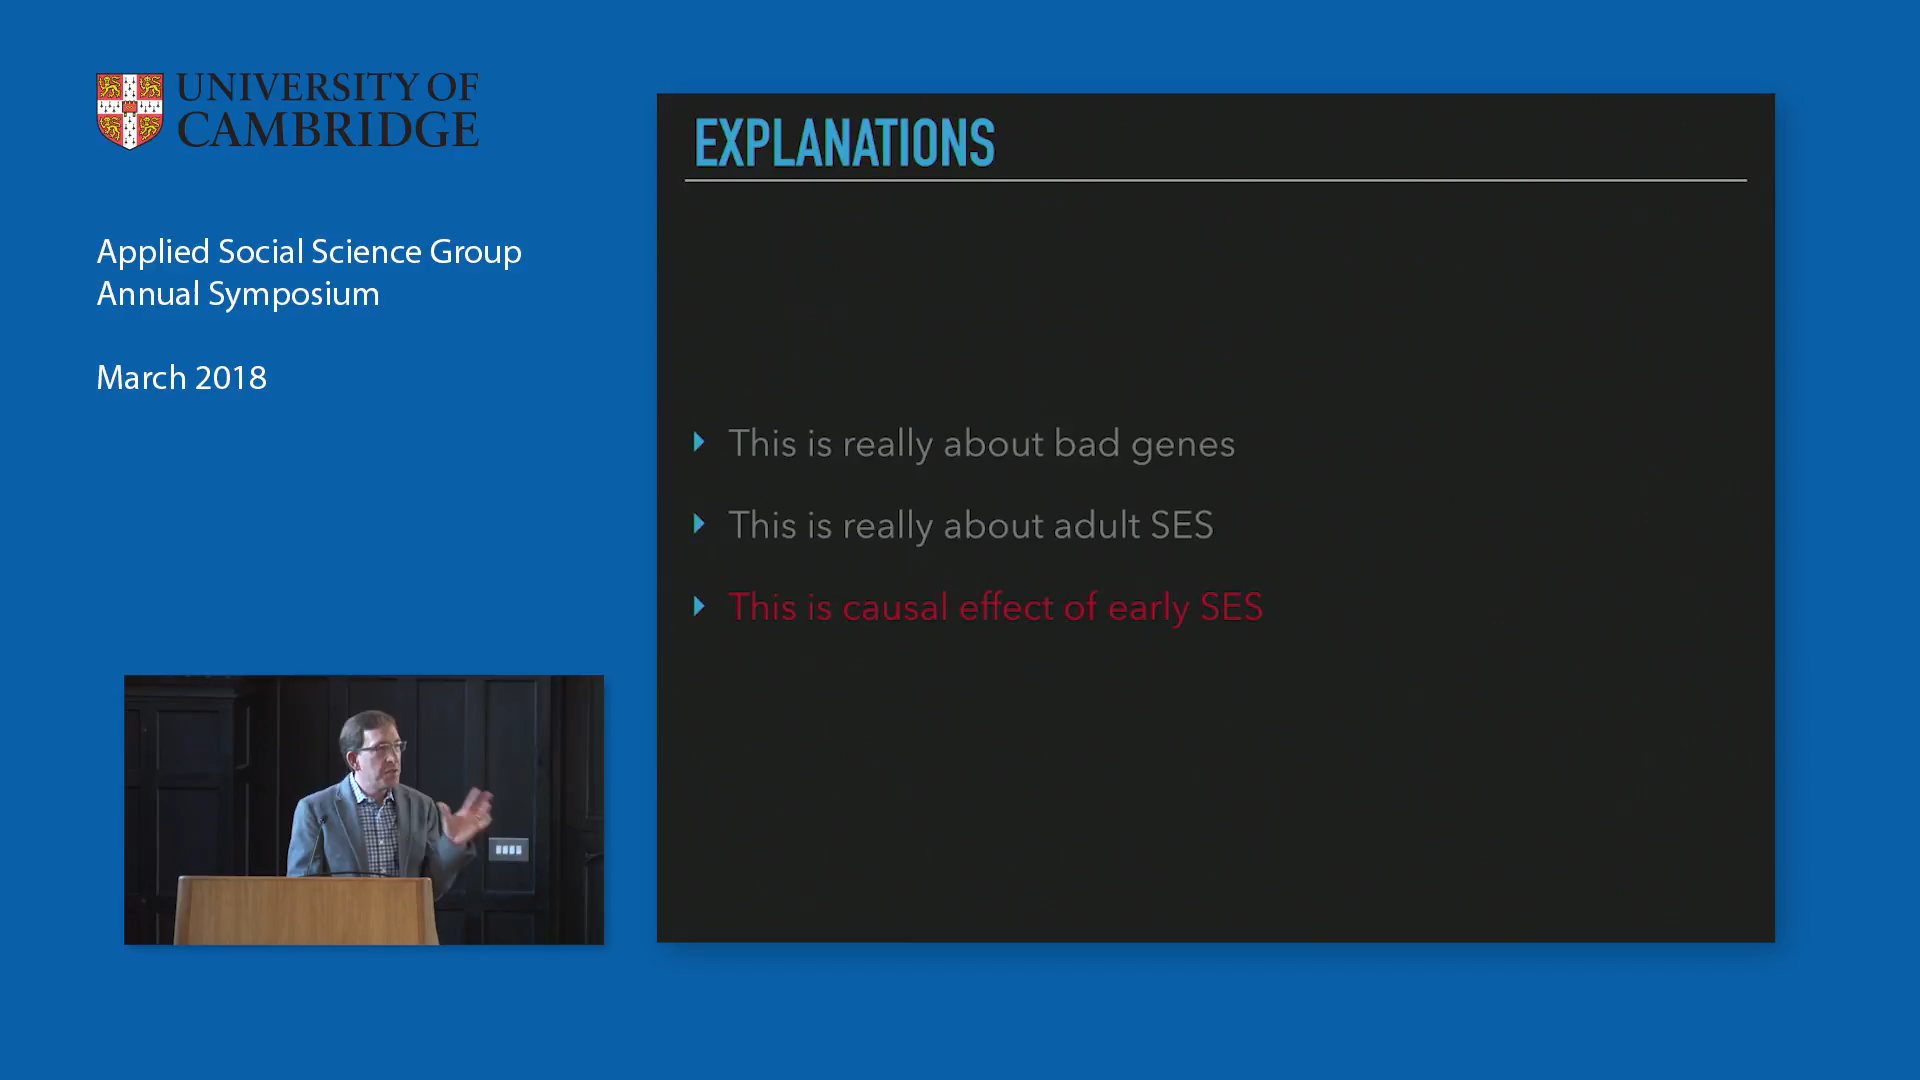 UNIVERSITY OF
CAMBRIDGE
Applied Social Science Group
Annual Symposium
March 2018
EXPLANATIONS
This is really about bad genes
This is really about adult SES
This is causal effect of early SES